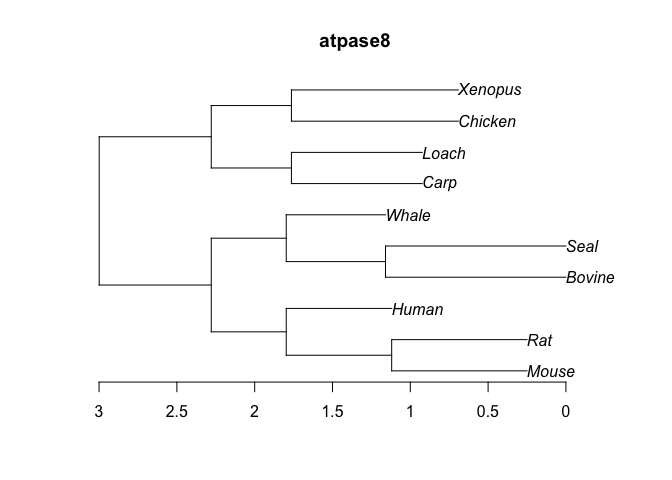 atpase8
Xenopus
Chicken
Loach
Carp
Whale
Seal
Bovine
Human
Rat
Mouse
3 2.5 2 1.5 1 0.5 0